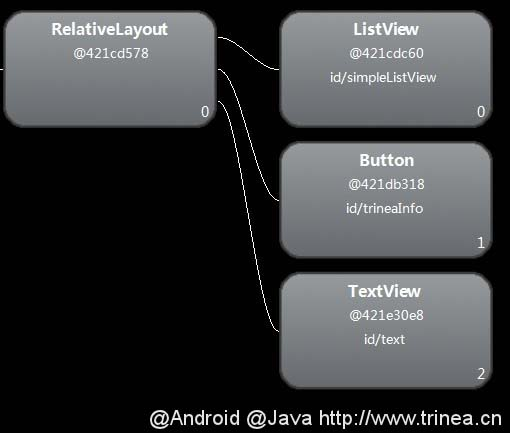 RelativeLayout
@421cd578
0
ListView
@421cdc60
id/simpleListView
0
Button
@421db318
id/trineaInfo
1
TextView
@421e30e8
id/text
2
@Android @Java http://www.trinea.cn